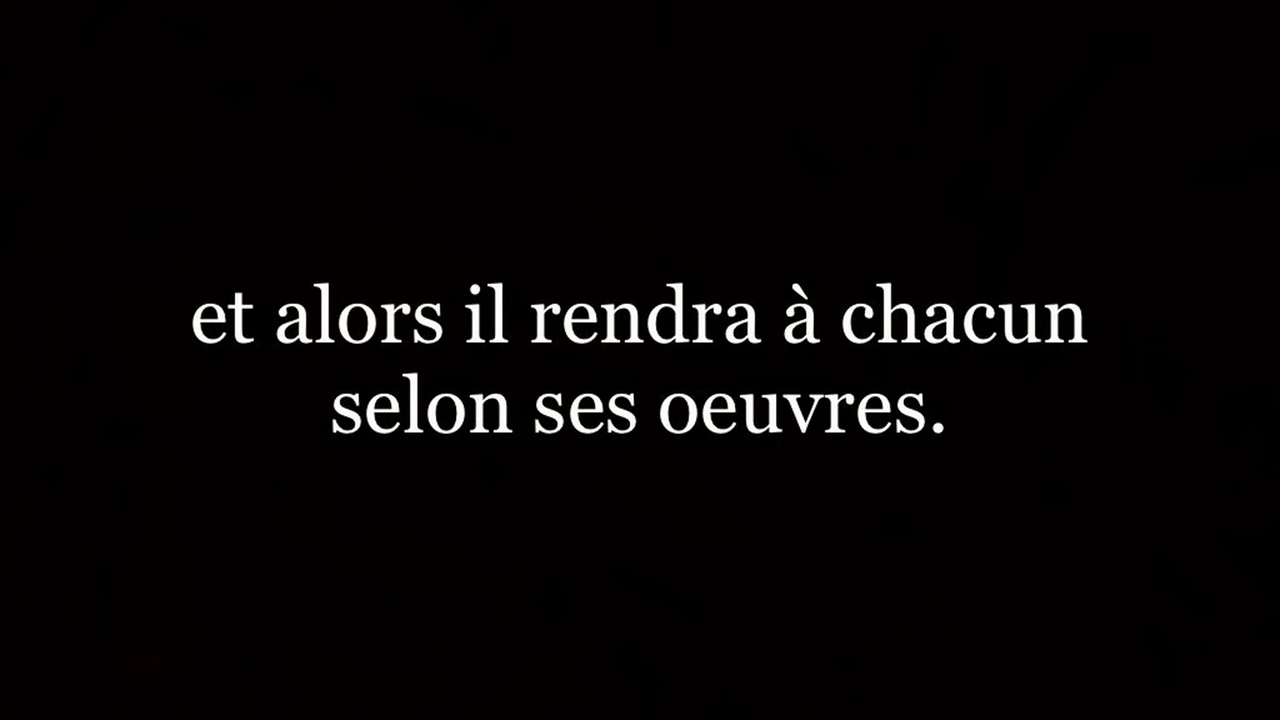 et alors il rendra à chacun
selon ses oeuvres.